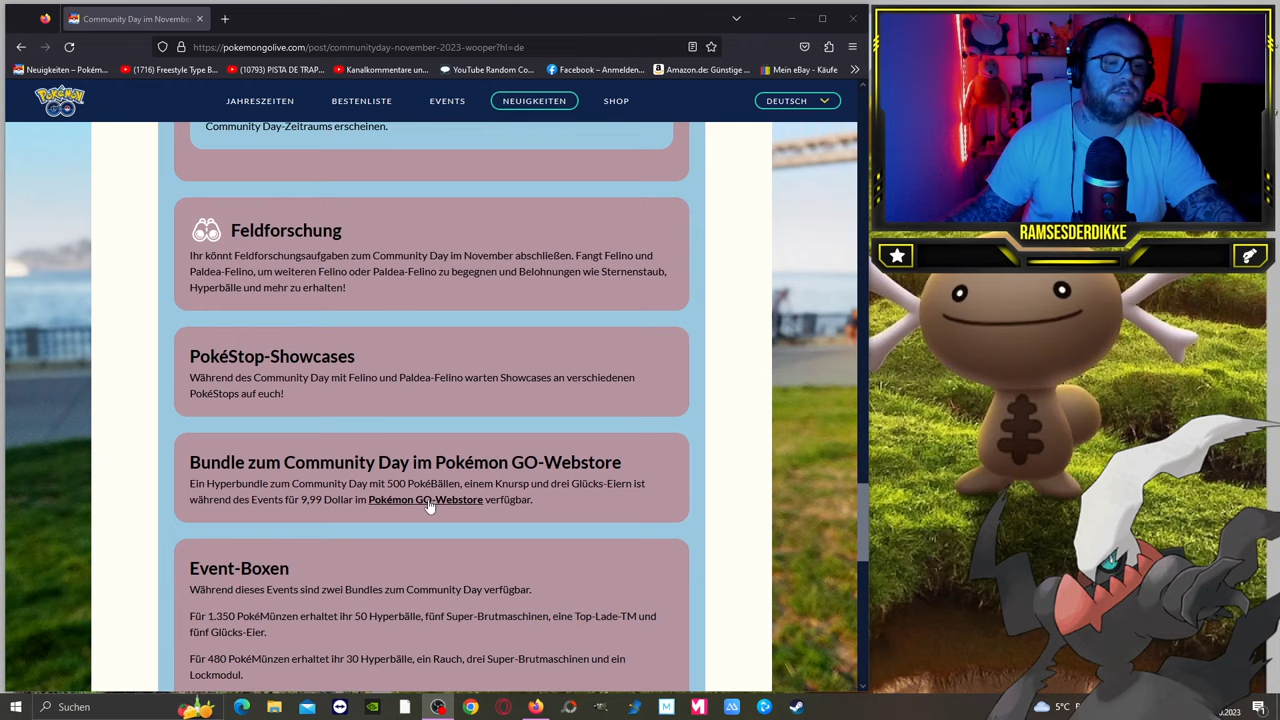 Community Day im November
https://pokemongolive.com/post/communityday-november-2023-wooper?hl=de
Neuigkeiten – Pokém...
(1716) Freestyle Type B...
(10793) PISTA DE TRAP...
Kanalkommentare un...
YouTube Random Co...
Facebook – Anmelden...
Amazon.de: Günstige ...
Mein eBay - Käufe
Pokémon GO
JAHRESZEITEN
BESTENLISTE
EVENTS
NEUIGKEITEN
SHOP
DEUTSCH
Community Day-Zeitraums erscheinen.
Feldforschung
Ihr könnt Feldforschungsaufgaben zum Community Day im November abschließen. Fangt Felino und
Paldea-Felino, um weiteren Felino oder Paldea-Felino zu begegnen und Belohnungen wie Sternenstaub,
Hyperbälle und mehr zu erhalten!
PokéStop-Showcases
Während des Community Day mit Felino und Paldea-Felino warten Showcases an verschiedenen
PokéStops auf euch!
Bundle zum Community Day im Pokémon GO-Webstore
Ein Hyperbundle zum Community Day mit 500 PokéBällen, einem Knursp und drei Glücks-Eiern ist
während des Events für 9,99 Dollar im Pokémon GO-Webstore verfügbar.
Event-Boxen
Während dieses Events sind zwei Bundles zum Community Day verfügbar.
Für 1.350 PokéMünzen erhaltet ihr 50 Hyperbälle, fünf Super-Brutmaschinen, eine Top-Lade-TM und
fünf Glücks-Eier.
Für 480 PokéMünzen erhaltet ihr 30 Hyperbälle, ein Rauch, drei Super-Brutmaschinen und ein
Lockmodul.
RAMSESDERDIKKE
Suchen
5°C
.2023